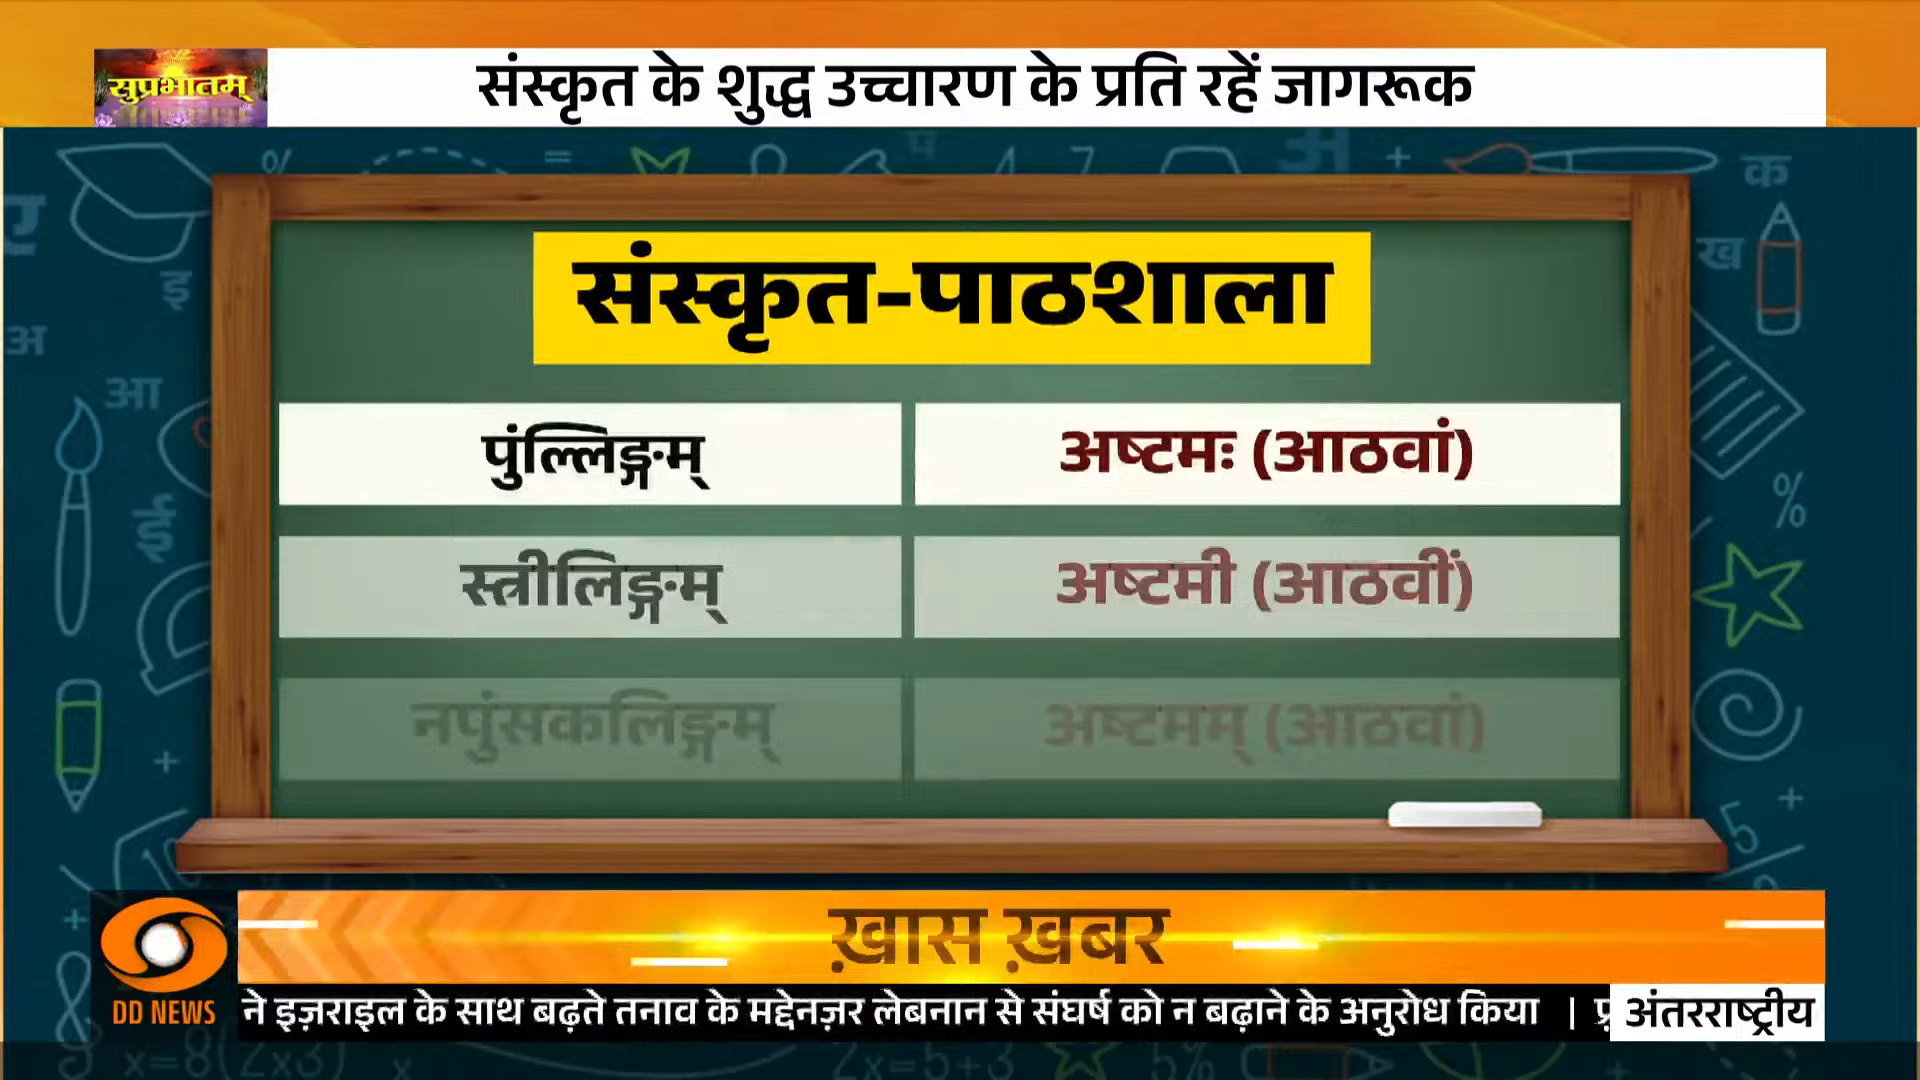 सुप्रभातम्
संस्कृत के शुद्ध उच्चारण के प्रति रहें जागरूक
संस्कृत-पाठशाला
पुंल्लिङ्गम् अष्टमः (आठवां)
स्त्रीलिङ्गम् अष्टमी (आठवीं)
नपुंसकलिङ्गम् अष्टमम् (आठवां)
ख़ास ख़बर
DD NEWS
ने इज़राइल के साथ बढ़ते तनाव के मद्देनज़र लेबनान से संघर्ष को न बढ़ाने के अनुरोध किया |
अंतरराष्ट्रीय